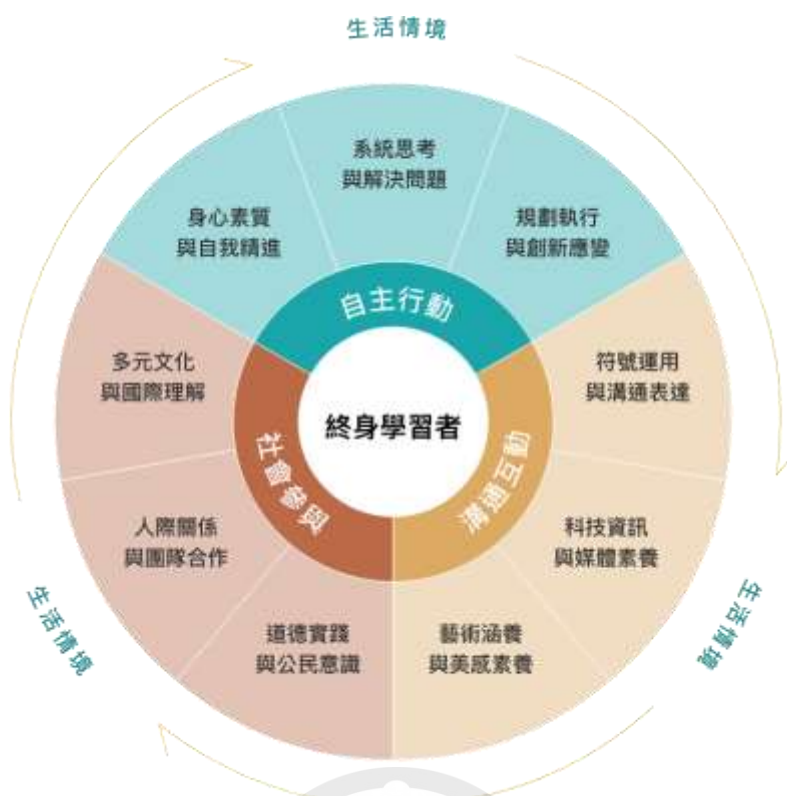 生活情境
系統思考
與解決問題
身心素質
與自我精進
規劃執行
與創新應變
自主行動
多元文化
與國際理解
符號運用
與溝通表達
終身學習者
社會參與
溝通互動
人際關係
與團隊合作
科技資訊
與媒體素養
道德實踐
與公民意識
藝術涵養
與美感素養
生活情境
生活情境